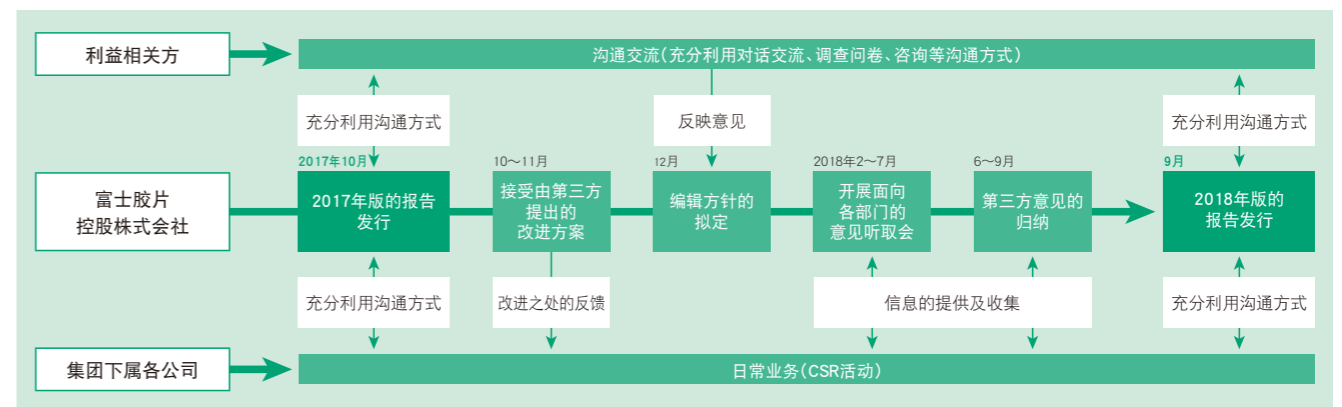 利益相关方
沟通交流(充分利用对话交流、调查问卷、咨询等沟通方式)
充分利用沟通方式
反映意见
充分利用沟通方式
2017年10月
10～11月
12月
2018年2～7月
6～9月
9月
富士胶片
控股株式会社
2017年版的报告
发行
接受由第三方
提出的
改进方案
编辑方针的
拟定
开展面向
各部门的
意见听取会
第三方意见的
归纳
2018年版的
报告发行
充分利用沟通方式
改进之处的反馈
信息的提供及收集
充分利用沟通方式
集团下属各公司
日常业务(CSR活动)